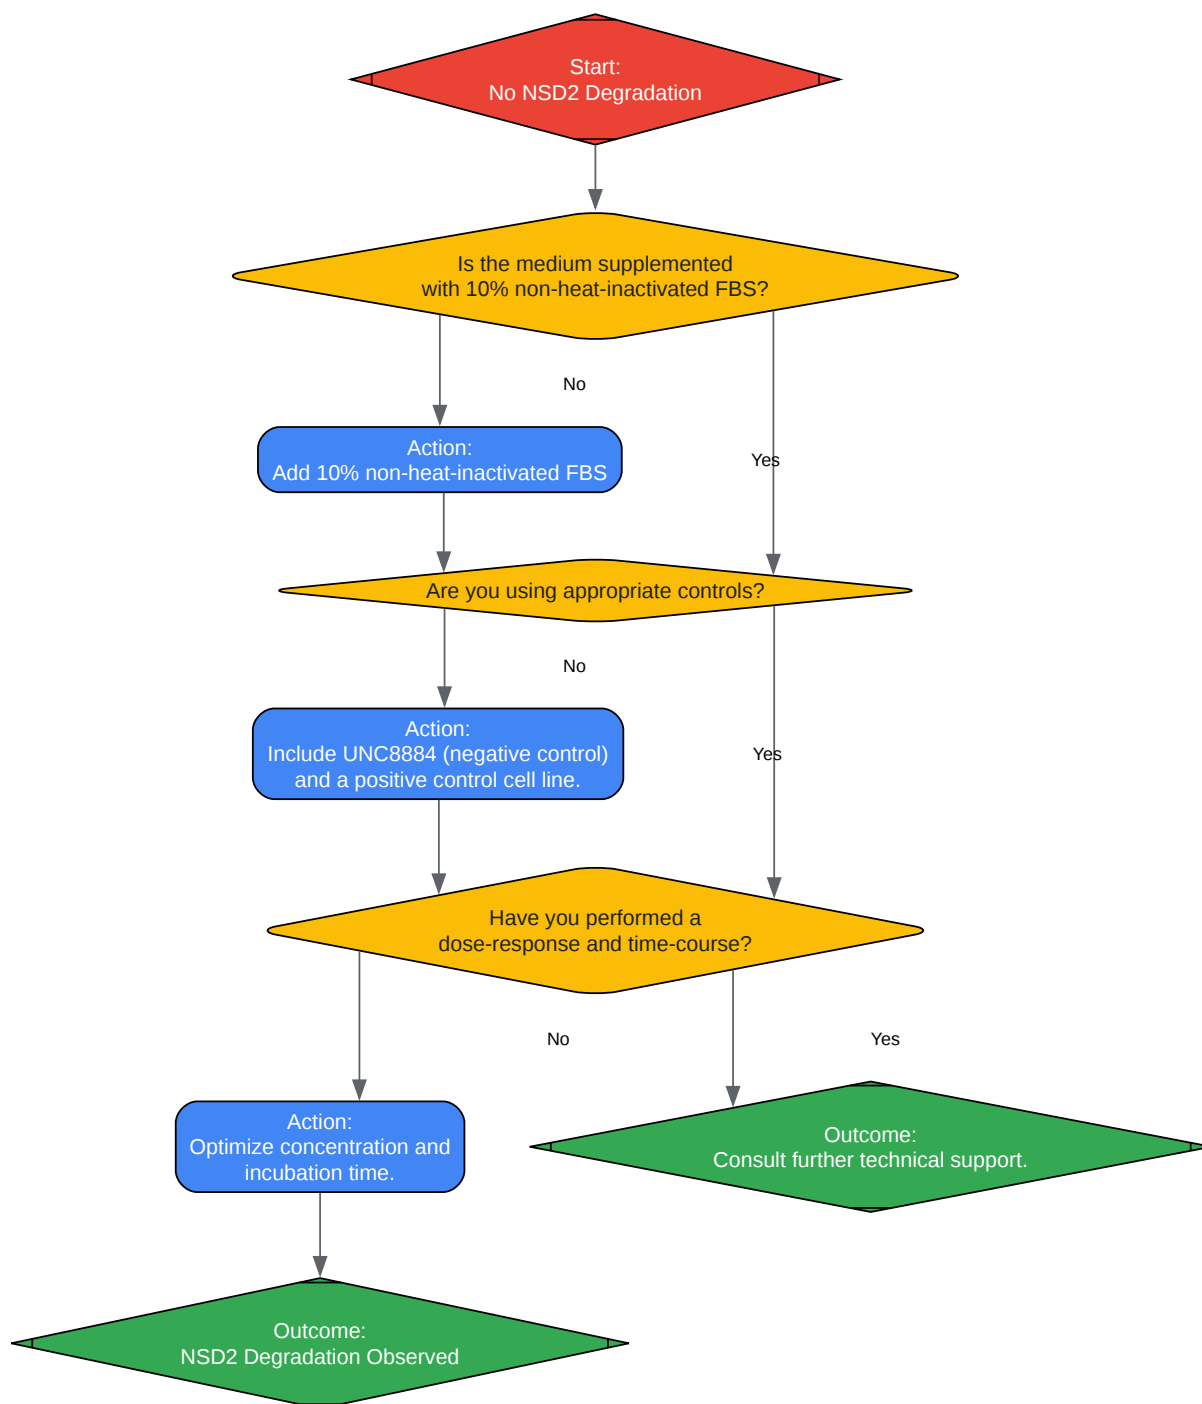 Start:
No NSD2 Degradation
Is the medium supplemented
with 10% non-heat-inactivated FBS?
No
Action:
Add 10% non-heat-inactivated FBS
Yes
Are you using appropriate controls?
No
Action:
Include UNC8884 (negative control)
and a positive control cell line.
Yes
Have you performed a
dose-response and time-course?
No
Yes
Action:
Optimize concentration and
incubation time.
Outcome:
Consult further technical support.
Outcome:
NSD2 Degradation Observed